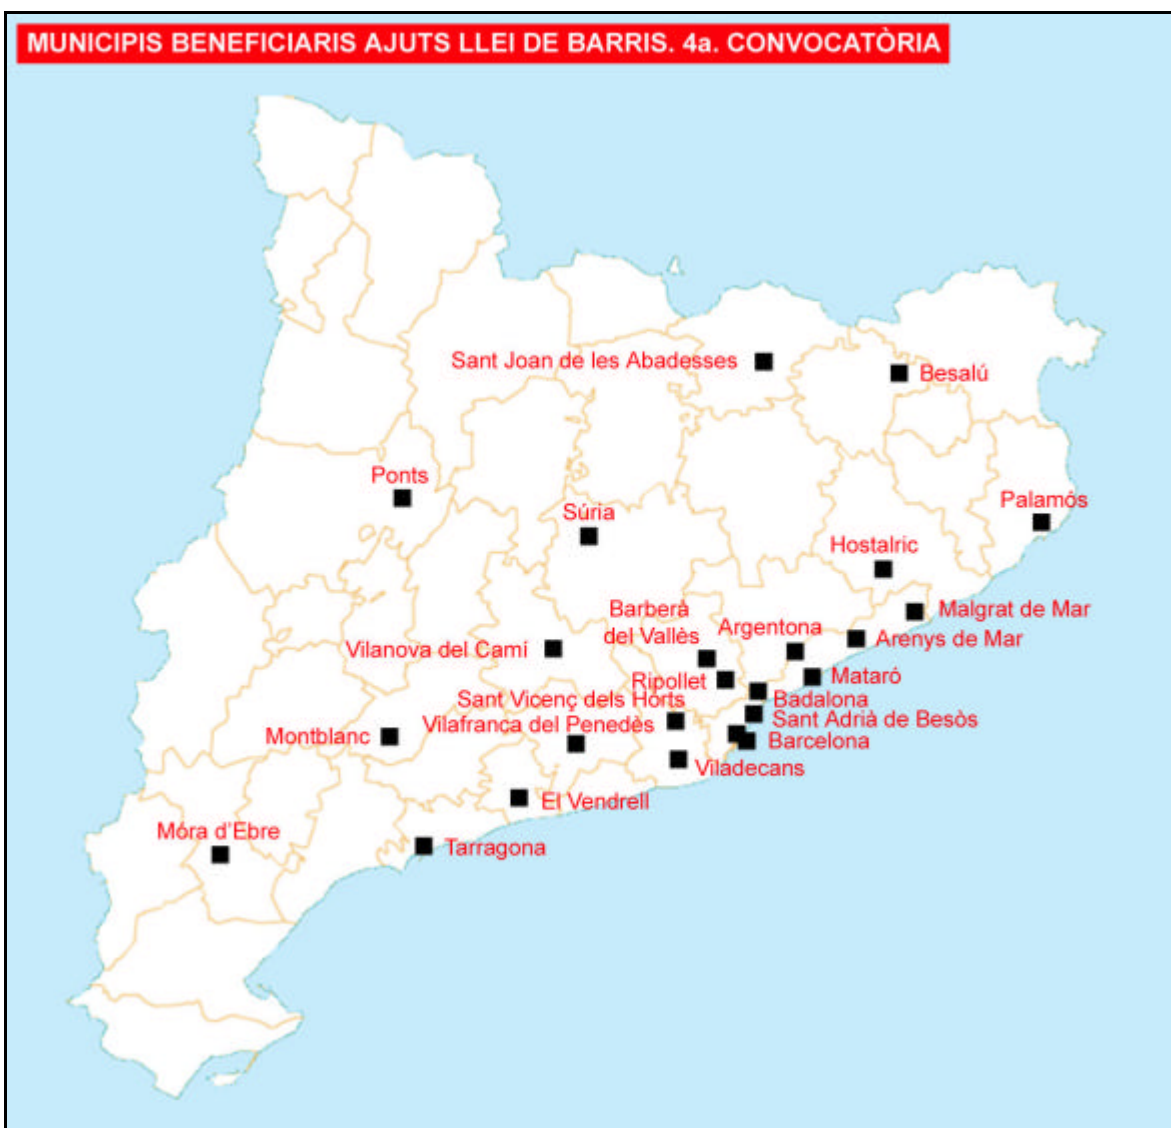 MUNICIPIS BENEFICIARIS AJUTS LLEI DE BARRIS. 4a. CONVOCATÒRIA
Sant Joan de les Abadesses
Besalú
Ponts
Súria
Palamós
Hostalric
Barberà
del Vallès
Argentona
Malgrat de Mar
Arenys de Mar
Vilanova del Camí
Ripollet
Mataró
Sant Vicenç dels Horts
Badalona
Vilafranca del Penedès
Sant Adrià de Besòs
Montblanc
Barcelona
Viladecans
El Vendrell
Móra d'Ebre
Tarragona